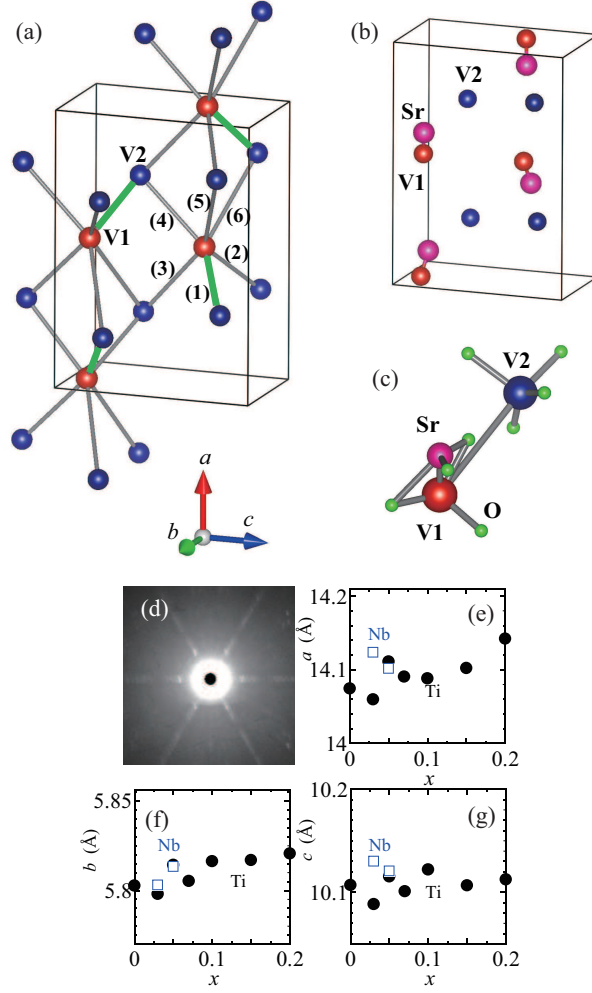 (a)
V2
(5)
(6)
(4)
V1
(2)
(3)
(1)
a
b
c
(b)
V2
Sr
V1
(c)
V2
Sr
V1
O
(d)
(e)
14.2
14.1
14
a (Å)
Nb
Ti
0
0.1
0.2
x
(f)
5.85
5.8
b (Å)
Nb
Ti
0
0.1
0.2
x
(g)
10.2
10.1
c (Å)
Nb
Ti
0
0.1
0.2
x